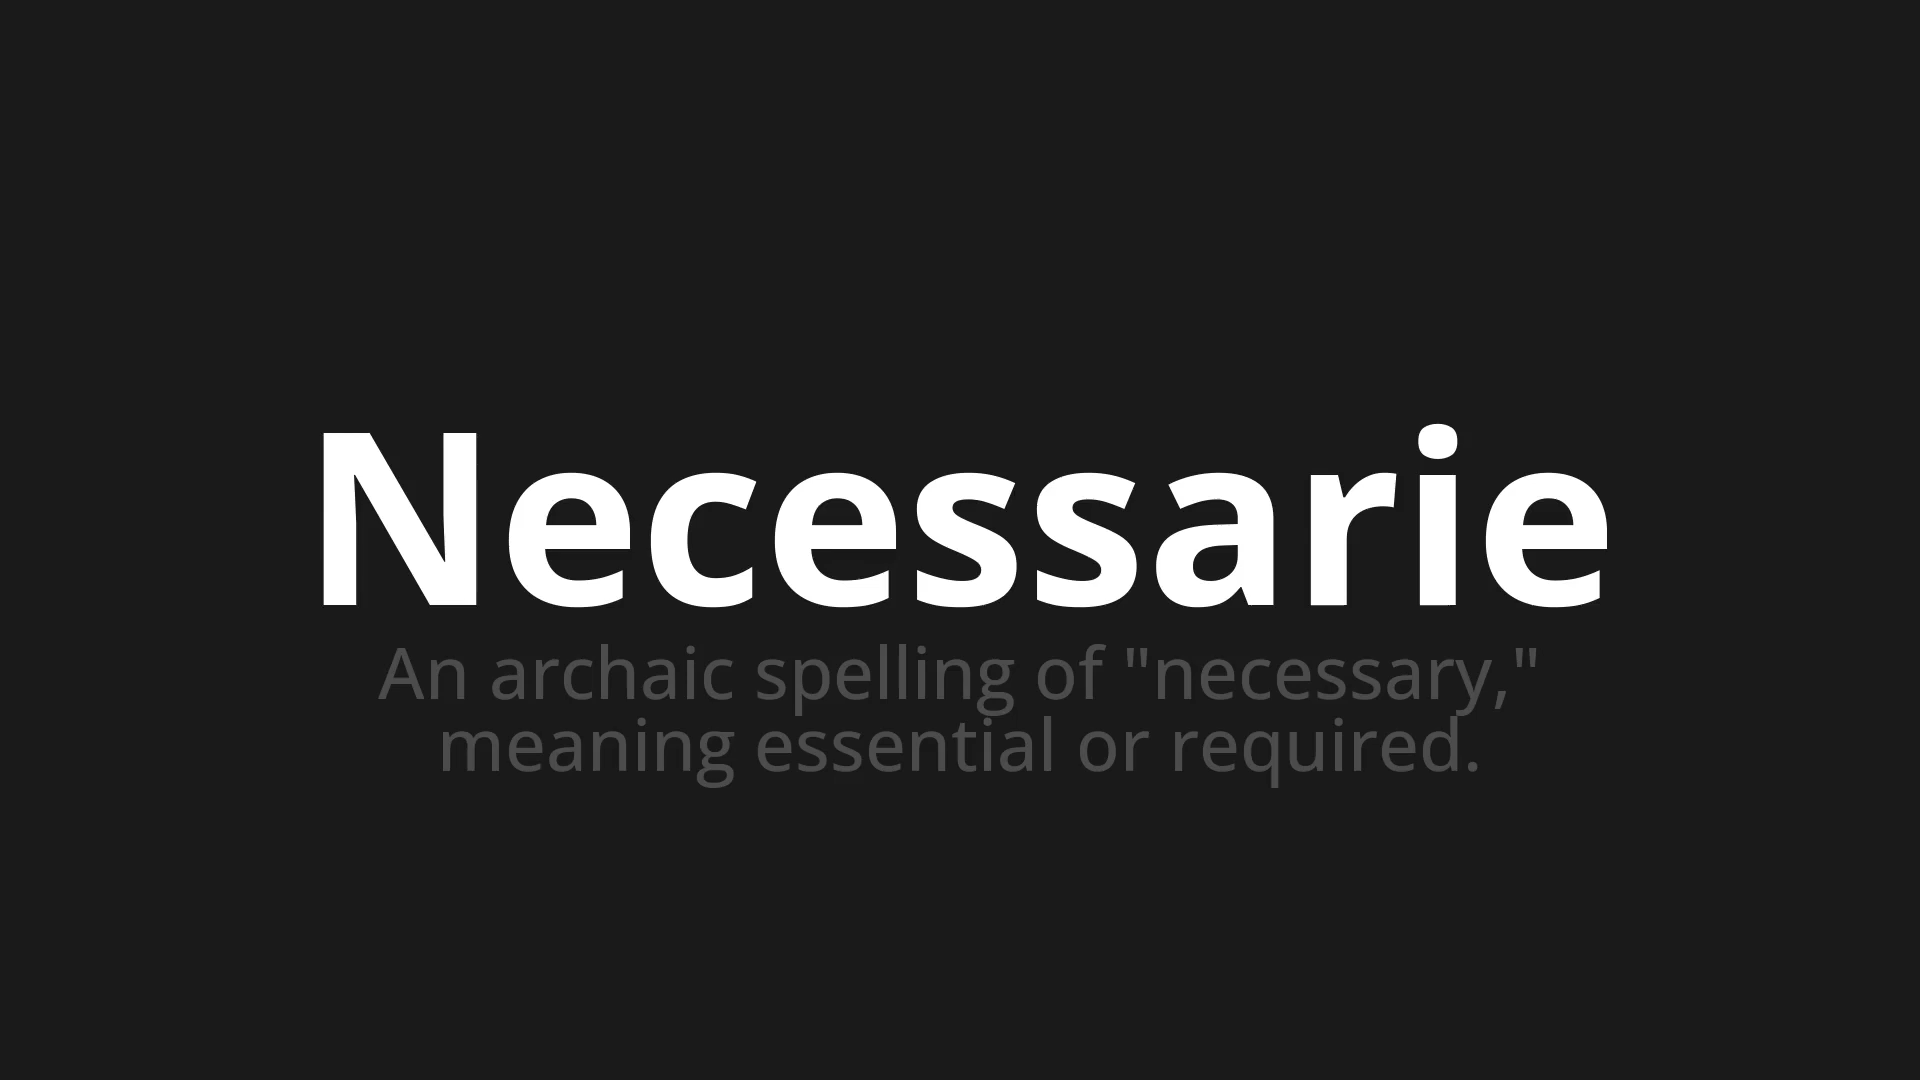 Necessarie
An archaic spelling of "necessary,"
meaning essential or required.